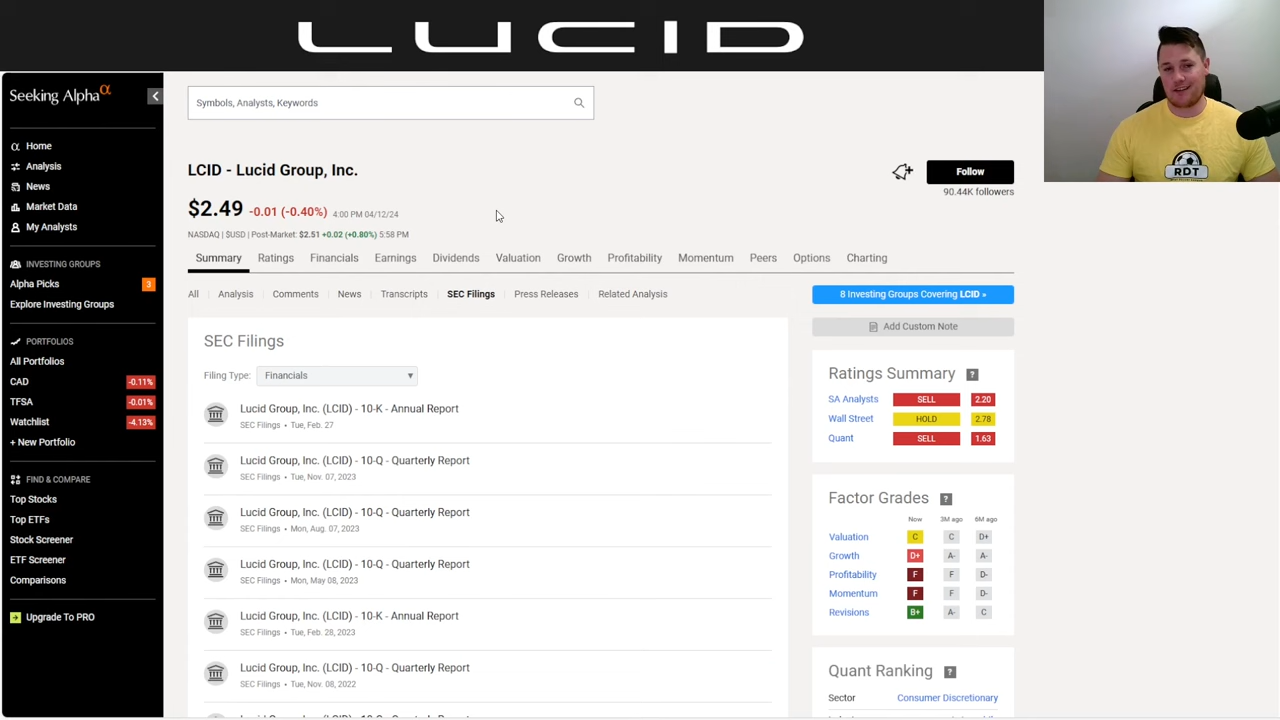 LUCID
Seeking Alpha α
Symbols, Analysts, Keywords
Home
Analysis
News
Market Data
My Analysts
INVESTING GROUPS
Alpha Picks 3
Explore Investing Groups
PORTFOLIOS
All Portfolios
CAD -0.11%
TFSA -0.01%
Watchlist -4.13%
+ New Portfolio
FIND & COMPARE
Top Stocks
Top ETFs
Stock Screener
ETF Screener
Comparisons
Upgrade To PRO
LCID - Lucid Group, Inc.
Follow
90.44K followers
$2.49 -0.01 (-0.40%) 4:00 PM 04/12/24
NASDAQ | $USD | Post-Market: $2.51 +0.02 (+0.80%) 5:58 PM
Summary Ratings Financials Earnings Dividends Valuation Growth Profitability Momentum Peers Options Charting
All Analysis Comments News Transcripts SEC Filings Press Releases Related Analysis
SEC Filings
Filing Type: Financials
Lucid Group, Inc. (LCID) - 10-K - Annual Report
SEC Filings • Tue, Feb. 27
Lucid Group, Inc. (LCID) - 10-Q - Quarterly Report
SEC Filings • Tue, Nov. 07, 2023
Lucid Group, Inc. (LCID) - 10-Q - Quarterly Report
SEC Filings • Mon, Aug. 07, 2023
Lucid Group, Inc. (LCID) - 10-Q - Quarterly Report
SEC Filings • Mon, May 08, 2023
Lucid Group, Inc. (LCID) - 10-K - Annual Report
SEC Filings • Tue, Feb. 28, 2023
Lucid Group, Inc. (LCID) - 10-Q - Quarterly Report
SEC Filings • Tue, Nov. 08, 2022
8 Investing Groups Covering LCID »
Add Custom Note
Ratings Summary ?
SA Analysts SELL 2.20
Wall Street HOLD 2.78
Quant SELL 1.63
Factor Grades ?
Now 3M ago 6M ago
Valuation C C D+
Growth D+ A- A-
Profitability F F D-
Momentum F F D-
Revisions B+ A- C
Quant Ranking ?
Sector Consumer Discretionary
RDT